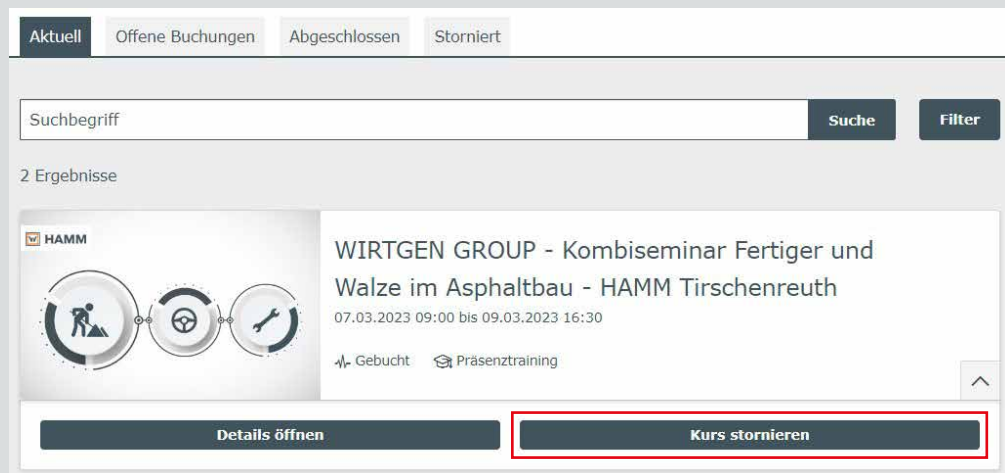 Aktuell Offene Buchungen Abgeschlossen Storniert
Suchbegriff Suche Filter
2 Ergebnisse
HAMM
WIRTGEN GROUP - Kombiseminar Fertiger und
Walze im Asphaltbau - HAMM Tirschenreuth
07.03.2023 09:00 bis 09.03.2023 16:30
Gebucht Präsenztraining
Details öffnen Kurs stornieren